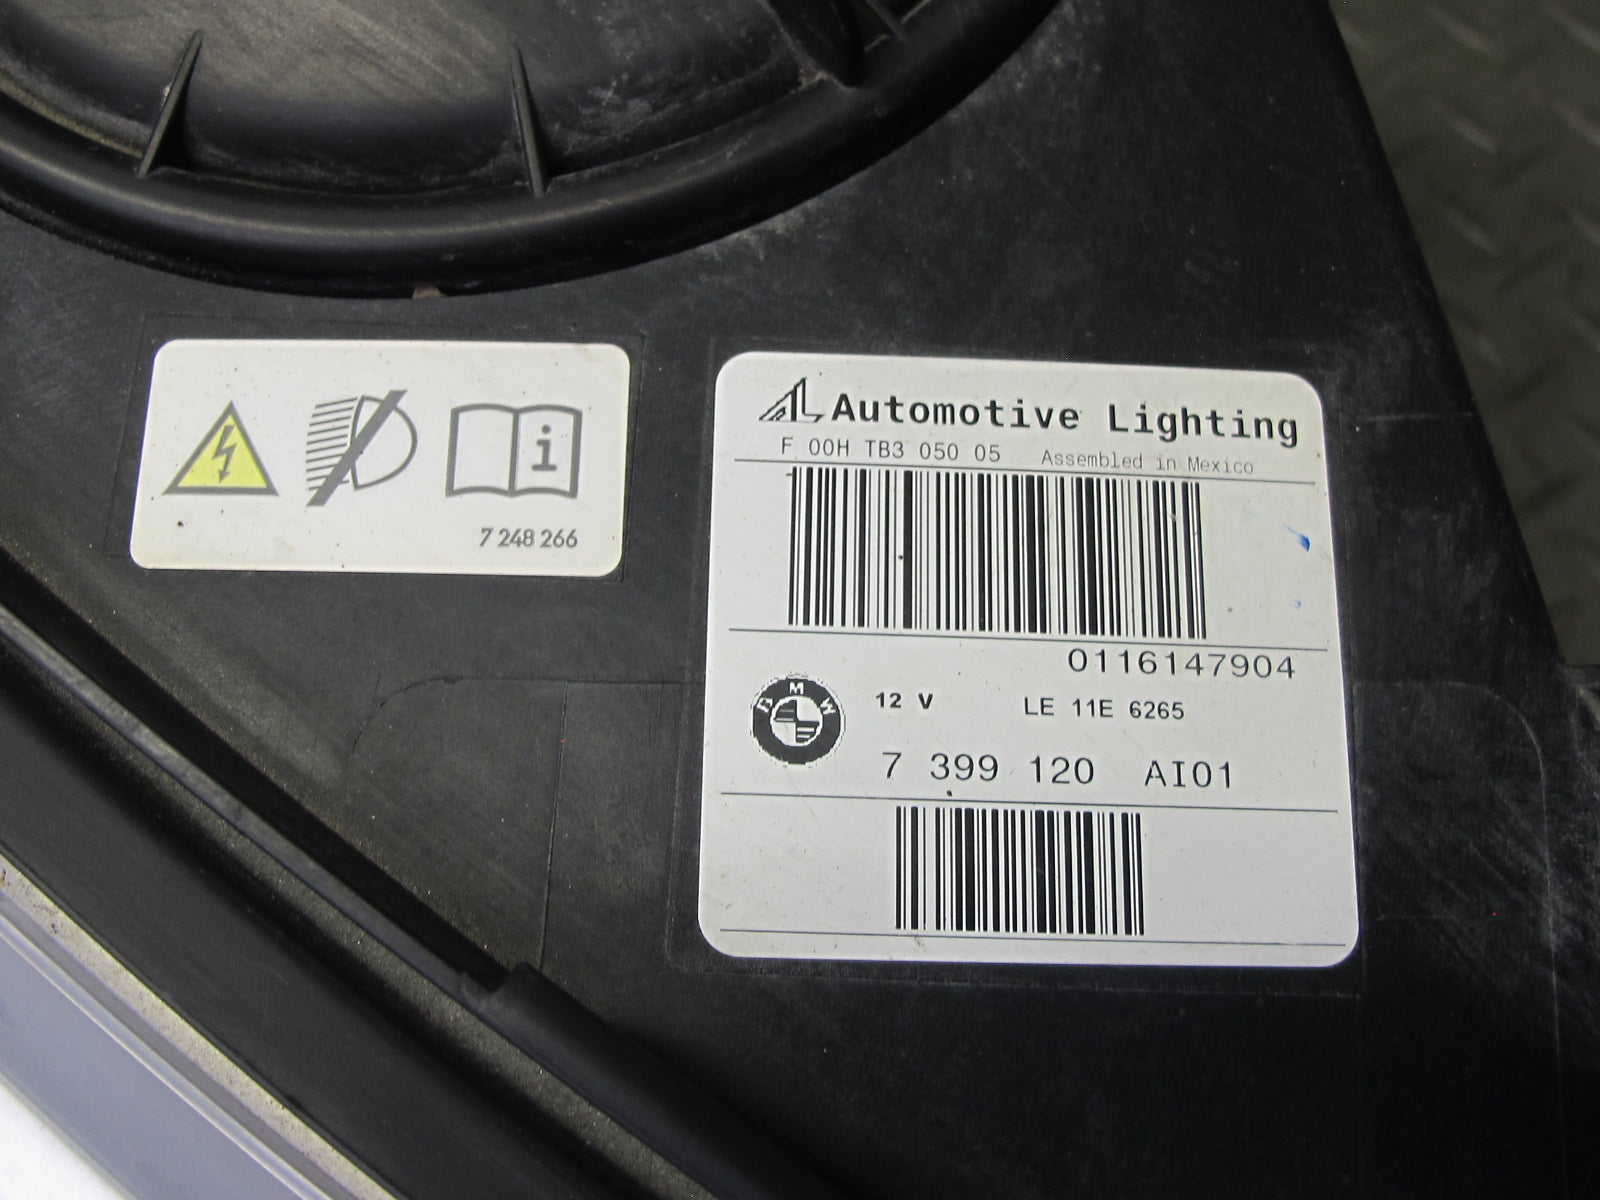 7 248 266
AL Automotive Lighting
F 00H TB3 050 05 Assembled in Mexico
0116147904
BMW
12 V LE 11E 6265
7 399 120 AI01